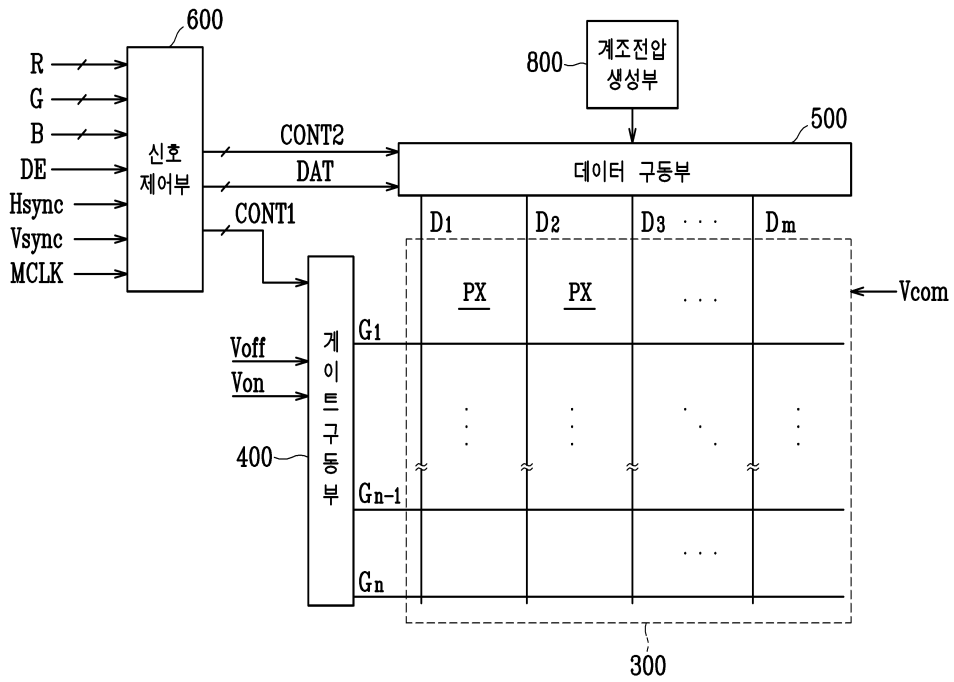 600
R
G
B
DE
Hsync
Vsync
MCLK
신호
제어부
CONT2
DAT
CONT1
800
계조전압
생성부
500
데이터 구동부
D1
D2
D3
. . .
Dm
PX
PX
. . .
Vcom
Voff
Von
400
게이트구동부
G1
Gn-1
. . .
Gn
300